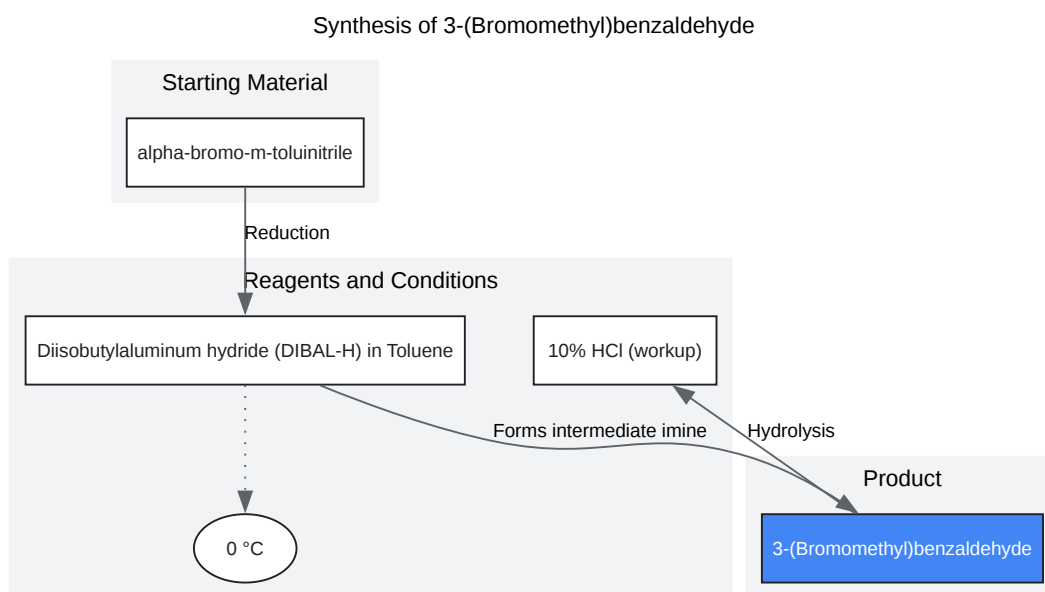 Synthesis of 3-(Bromomethyl)benzaldehyde
Starting Material
alpha-bromo-m-toluinitrile
Reduction
Reagents and Conditions
Diisobutylaluminum hydride (DIBAL-H) in Toluene
10% HCl (workup)
Forms intermediate imine
Hydrolysis
Product
0 °C
3-(Bromomethyl)benzaldehyde